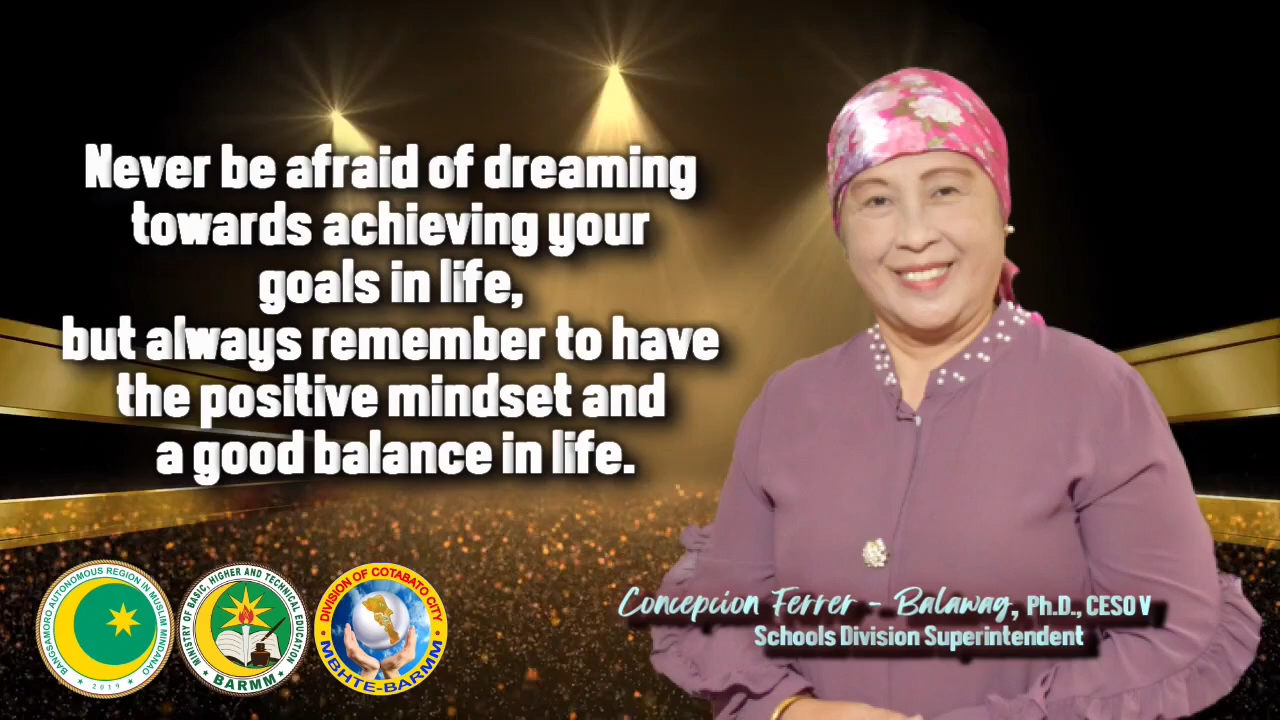 Never be afraid of dreaming
towards achieving your
goals in life,
but always remember to have
the positive mindset and
a good balance in life.
Concepcion Ferrer - Balawag, Ph.D., CESO V
Schools Division Superintendent
BANGSAMORO AUTONOMOUS REGION IN MUSLIM MINDANAO
2019
MINISTRY OF BASIC, HIGHER AND TECHNICAL EDUCATION
BARMM
DIVISION OF COTABATO CITY
MBHTE-BARMM